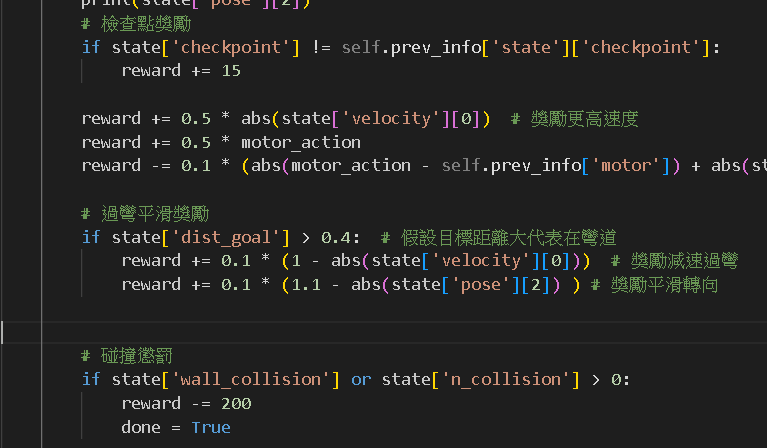 print(state['pose'][2])
# 檢查點獎勵
if state['checkpoint'] != self.prev_info['state']['checkpoint']:
reward += 15
reward += 0.5 * abs(state['velocity'][0])  # 獎勵更高速度
reward += 0.5 * motor_action
reward -= 0.1 * (abs(motor_action - self.prev_info['motor']) + abs(st
# 過彎平滑獎勵
if state['dist_goal'] > 0.4:  # 假設目標距離大代表在彎道
reward += 0.1 * (1 - abs(state['velocity'][0]))  # 獎勵減速過彎
reward += 0.1 * (1.1 - abs(state['pose'][2]) ) # 獎勵平滑轉向
# 碰撞懲罰
if state['wall_collision'] or state['n_collision'] > 0:
reward -= 200
done = True